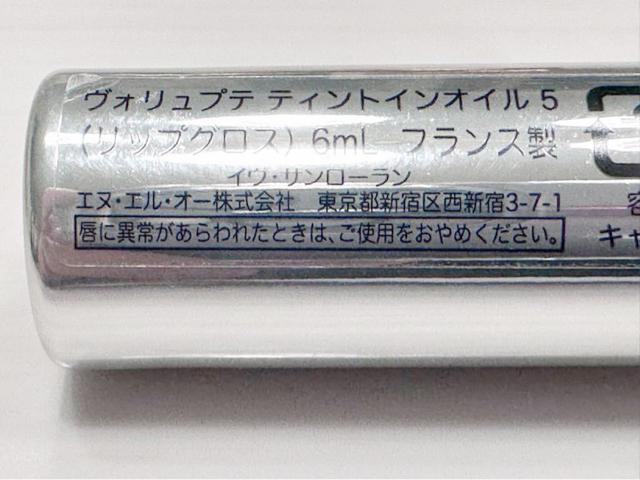 ヴォリュプテ ティントインオイル 5
(リップグロス) 6mL フランス製
イヴ・サンローラン
エヌ・エル・オー株式会社 東京都新宿区西新宿3-7-1
唇に異常があらわれたときは、ご使用をおやめください。
容
キャ